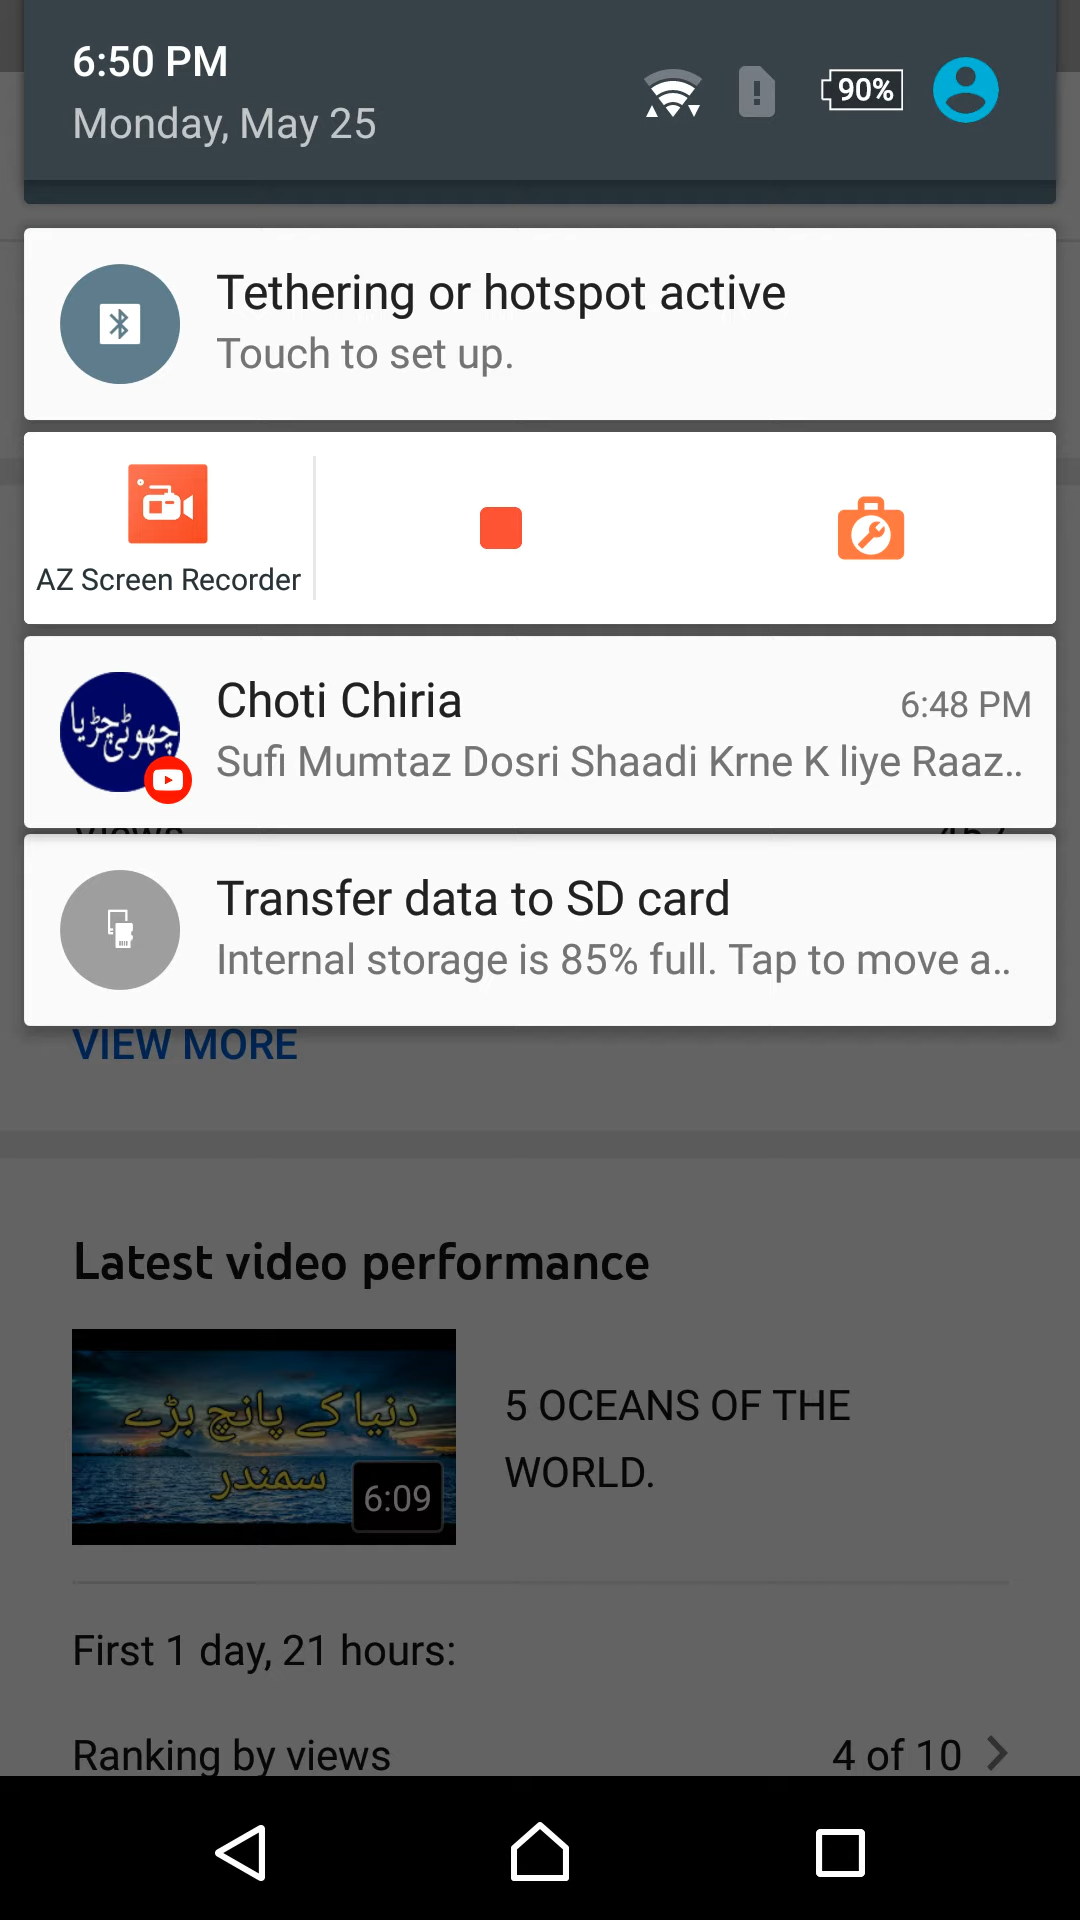 6:50 PM
90%
Monday, May 25
Tethering or hotspot active
Touch to set up.
AZ Screen Recorder
چھوٹی چڑیا
Choti Chiria
6:48 PM
Sufi Mumtaz Dosri Shaadi Krne K liye Raaz..
Transfer data to SD card
Internal storage is 85% full. Tap to move a..
VIEW MORE
Latest video performance
دنیا کے پانچ بڑے
سمندر
6:09
5 OCEANS OF THE
WORLD.
First 1 day, 21 hours:
Ranking by views
4 of 10